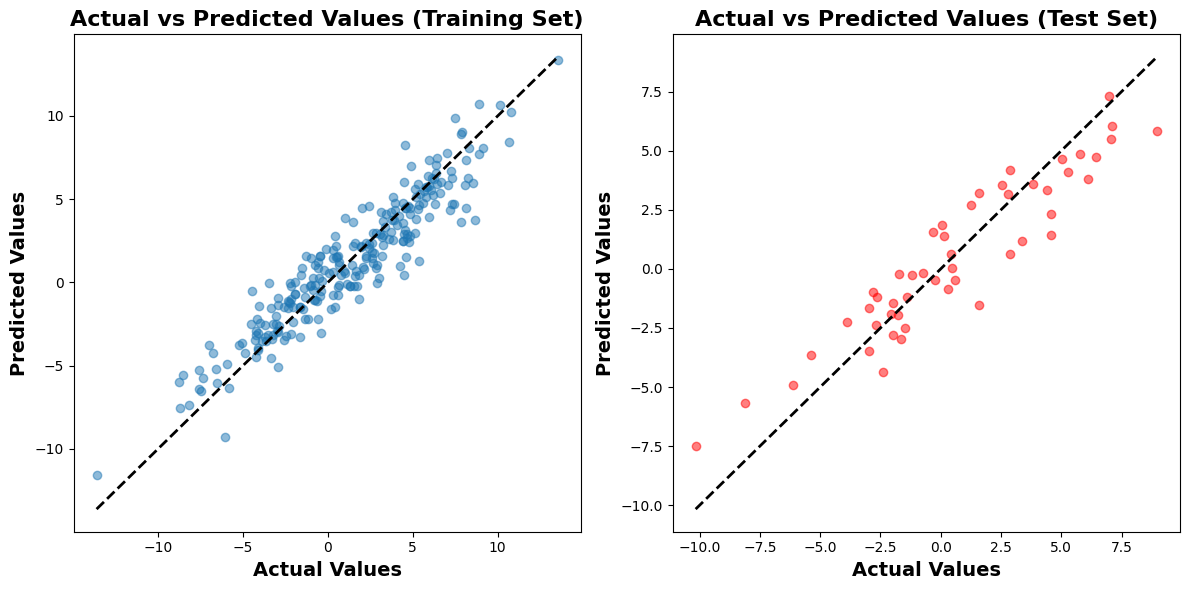 Actual vs Predicted Values (Training Set)
Predicted Values
10
5
0
−5
−10
−10 −5 0 5 10
Actual Values
Actual vs Predicted Values (Test Set)
Predicted Values
7.5
5.0
2.5
0.0
−2.5
−5.0
−7.5
−10.0
−10.0 −7.5 −5.0 −2.5 0.0 2.5 5.0 7.5
Actual Values